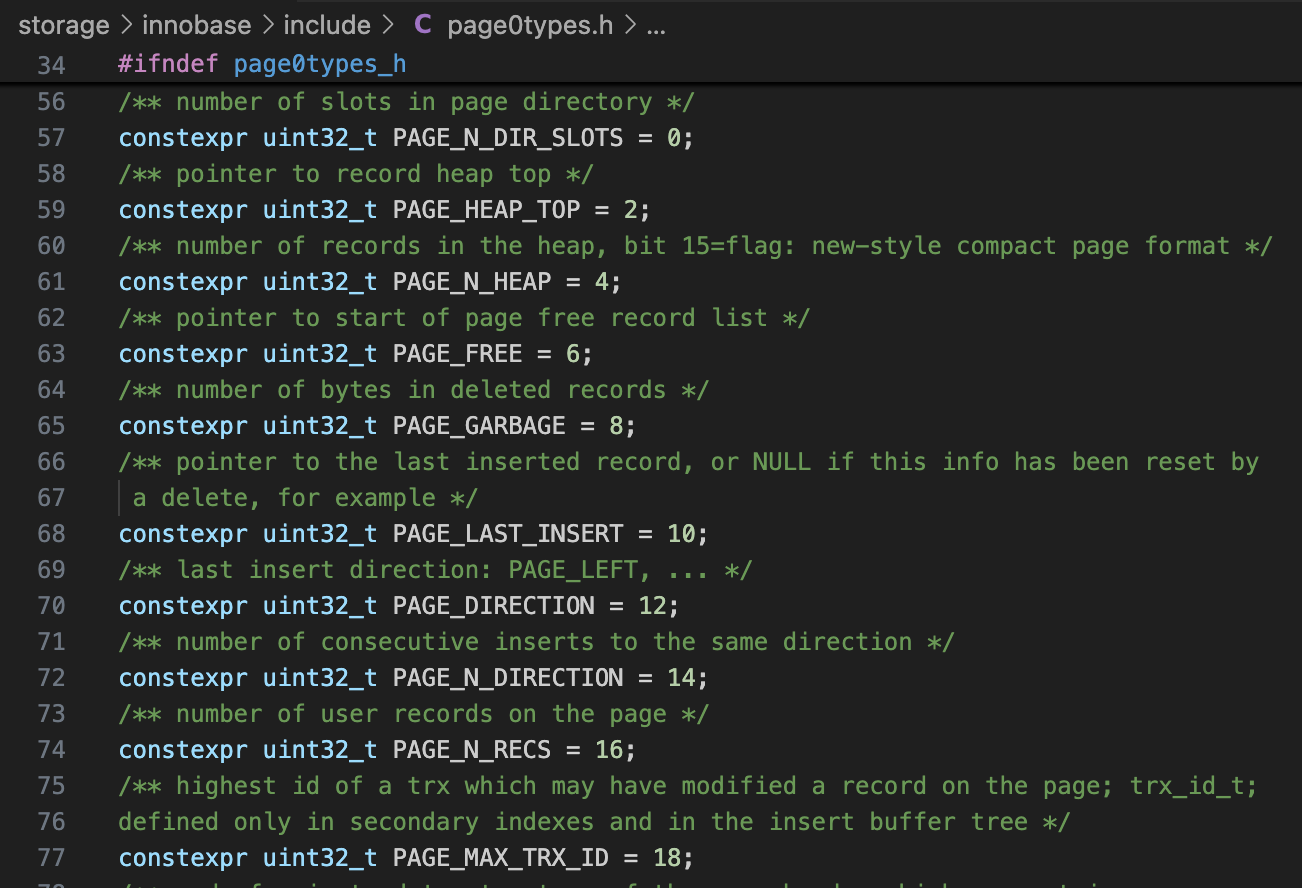 storage > innobase > include > C page0types.h > ...
34 #ifndef page0types_h
56 /** number of slots in page directory */
57 constexpr uint32_t PAGE_N_DIR_SLOTS = 0;
58 /** pointer to record heap top */
59 constexpr uint32_t PAGE_HEAP_TOP = 2;
60 /** number of records in the heap, bit 15=flag: new-style compact page format */
61 constexpr uint32_t PAGE_N_HEAP = 4;
62 /** pointer to start of page free record list */
63 constexpr uint32_t PAGE_FREE = 6;
64 /** number of bytes in deleted records */
65 constexpr uint32_t PAGE_GARBAGE = 8;
66 /** pointer to the last inserted record, or NULL if this info has been reset by
67 a delete, for example */
68 constexpr uint32_t PAGE_LAST_INSERT = 10;
69 /** last insert direction: PAGE_LEFT, ... */
70 constexpr uint32_t PAGE_DIRECTION = 12;
71 /** number of consecutive inserts to the same direction */
72 constexpr uint32_t PAGE_N_DIRECTION = 14;
73 /** number of user records on the page */
74 constexpr uint32_t PAGE_N_RECS = 16;
75 /** highest id of a trx which may have modified a record on the page; trx_id_t;
76 defined only in secondary indexes and in the insert buffer tree */
77 constexpr uint32_t PAGE_MAX_TRX_ID = 18;